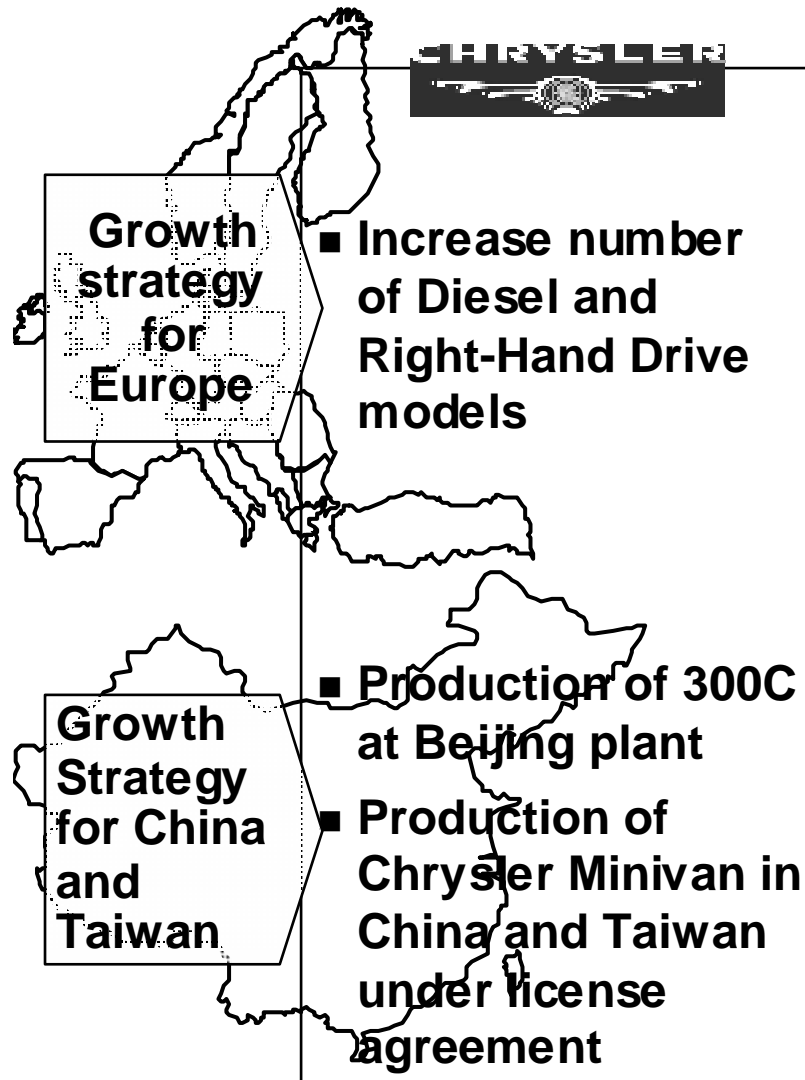 CHRYSLER
Growth
strategy
for
Europe
■ Increase number
of Diesel and
Right-Hand Drive
models
Growth
Strategy
for China
and
Taiwan
■ Production of 300C
at Beijing plant
■ Production of
Chrysler Minivan in
China and Taiwan
under license
agreement